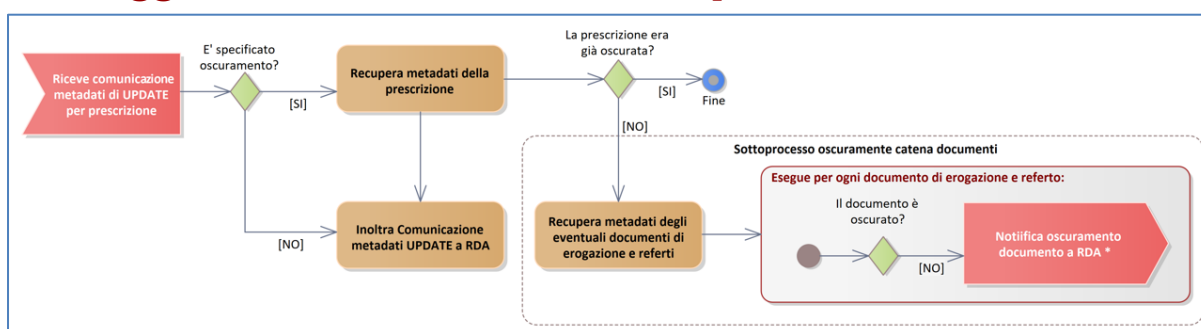 Riceve comunicazione
metadati di UPDATE
per prescrizione
E' specificato
oscuramento?
[SI]
[NO]
Recupera metadati della
prescrizione
Inoltra Comunicazione
metadati UPDATE a RDA
La prescrizione era
già oscurata?
[SI]
Fine
[NO]
Sottoprocesso oscuramente catena documenti
Recupera metadati degli
eventuali documenti di
erogazione e referti
Esegue per ogni documento di erogazione e referto:
Il documento è
oscurato?
[NO]
Notiifica oscuramento
documento a RDA *